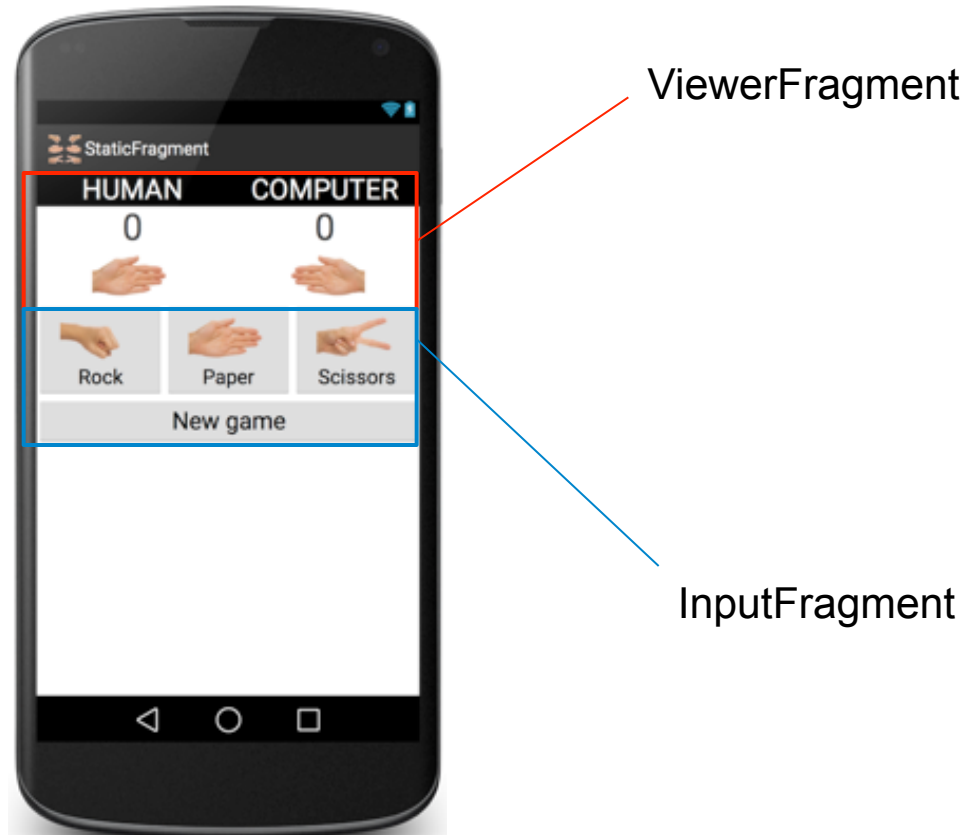 ViewerFragment
StaticFragment
HUMAN COMPUTER
0 0
Rock Paper Scissors
New game
InputFragment